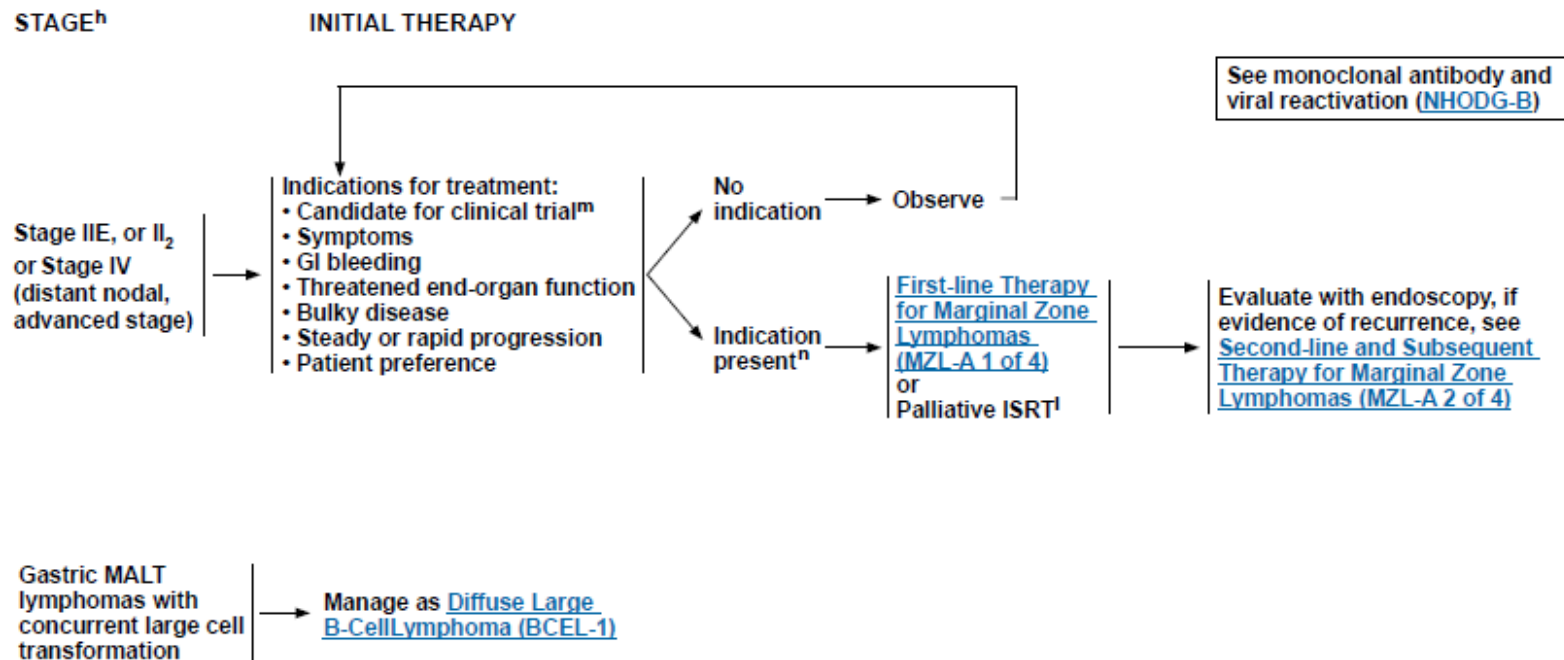 STAGEʰ
INITIAL THERAPY
See monoclonal antibody and
viral reactivation (NHODG-B)
Stage IIE, or II₂
or Stage IV
(distant nodal,
advanced stage)
Indications for treatment:
• Candidate for clinical trialᵐ
• Symptoms
• GI bleeding
• Threatened end-organ function
• Bulky disease
• Steady or rapid progression
• Patient preference
No
indication
Observe
Indication
presentⁿ
First-line Therapy
for Marginal Zone
Lymphomas
(MZL-A 1 of 4)
or
Palliative ISRTˡ
Evaluate with endoscopy, if
evidence of recurrence, see
Second-line and Subsequent
Therapy for Marginal Zone
Lymphomas (MZL-A 2 of 4)
Gastric MALT
lymphomas with
concurrent large cell
transformation
Manage as Diffuse Large
B-CellLymphoma (BCEL-1)